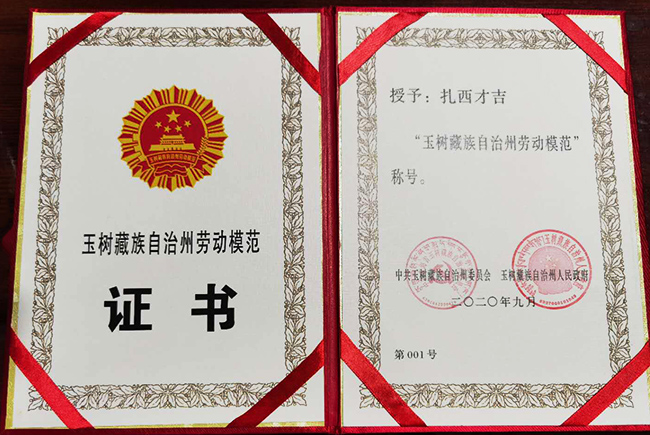 玉树藏族自治州劳动模范
证书
授予：扎西才吉
“玉树藏族自治州劳动模范”
称号。
中共玉树藏族自治州委员会 玉树藏族自治州人民政府
二〇二〇年九月
第001号